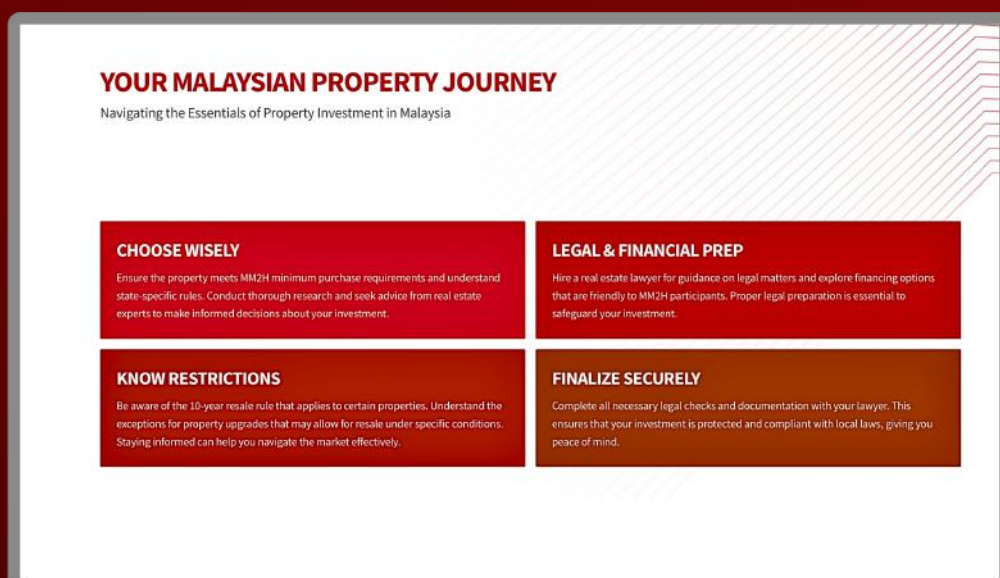 YOUR MALAYSIAN PROPERTY JOURNEY
Navigating the Essentials of Property Investment in Malaysia
CHOOSE WISELY
Ensure the property meets MM2H minimum purchase requirements and understand
state-specific rules. Conduct thorough research and seek advice from real estate
experts to make informed decisions about your investment.
LEGAL & FINANCIAL PREP
Hire a real estate lawyer for guidance on legal matters and explore financing options
that are friendly to MM2H participants. Proper legal preparation is essential to
safeguard your investment.
KNOW RESTRICTIONS
Be aware of the 10-year resale rule that applies to certain properties. Understand the
exceptions for property upgrades that may allow for resale under specific conditions.
Staying informed can help you navigate the market effectively.
FINALIZE SECURELY
Complete all necessary legal checks and documentation with your lawyer. This
ensures that your investment is protected and compliant with local laws, giving you
peace of mind.